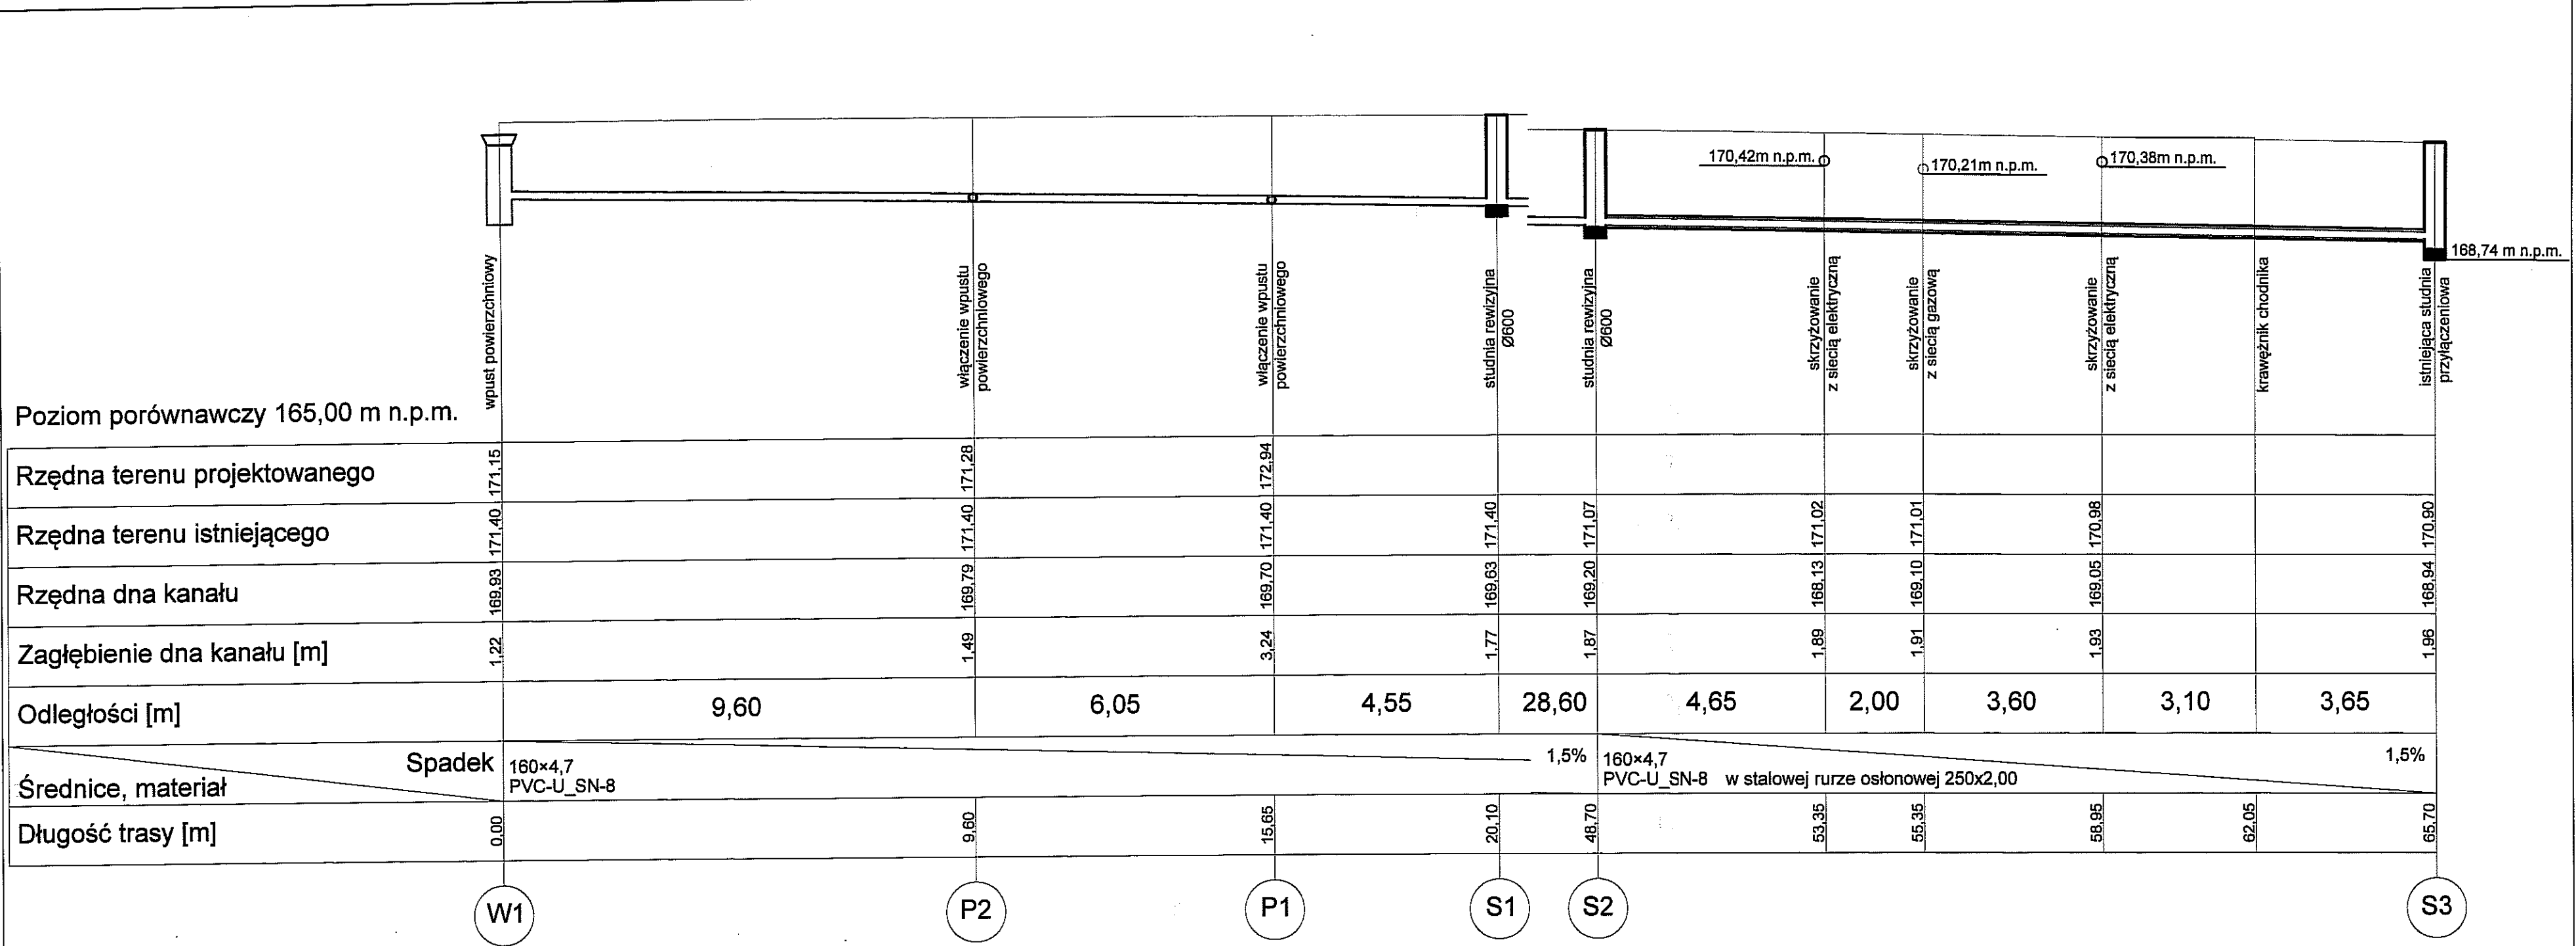 170,42m n.p.m.
170,21m n.p.m.
170,38m n.p.m.
168,74 m n.p.m.
wpust powierzchniowy
włączenie wpustu
powierzchniowego
włączenie wpustu
powierzchniowego
studnia rewizyjna
Ø600
studnia rewizyjna
Ø600
skrzyżowanie
z siecią elektryczną
skrzyżowanie
z siecią gazową
skrzyżowanie
z siecią elektryczną
krawężnik chodnika
istniejąca studnia
przyłączeniowa
Poziom porównawczy 165,00 m n.p.m.
Rzędna terenu projektowanego 171,15 171,28 172,94
Rzędna terenu istniejącego 171,40 171,40 171,40 171,40 171,07 171,02 171,01 170,98 170,90
Rzędna dna kanału 169,93 169,79 169,70 169,63 169,20 168,13 169,10 169,05 168,94
Zagłębienie dna kanału [m] 1,22 1,49 3,24 1,77 1,87 1,89 1,91 1,93 1,96
Odległości [m] 9,60 6,05 4,55 28,60 4,65 2,00 3,60 3,10 3,65
Spadek 1,5% 1,5%
Średnice, materiał
160×4,7
PVC-U_SN-8
160×4,7
PVC-U_SN-8 w stalowej rurze osłonowej 250x2,00
Długość trasy [m] 0,00 9,60 15,65 20,10 48,70 53,35 55,35 58,95 62,05 65,70
W1 P2 P1 S1 S2 S3